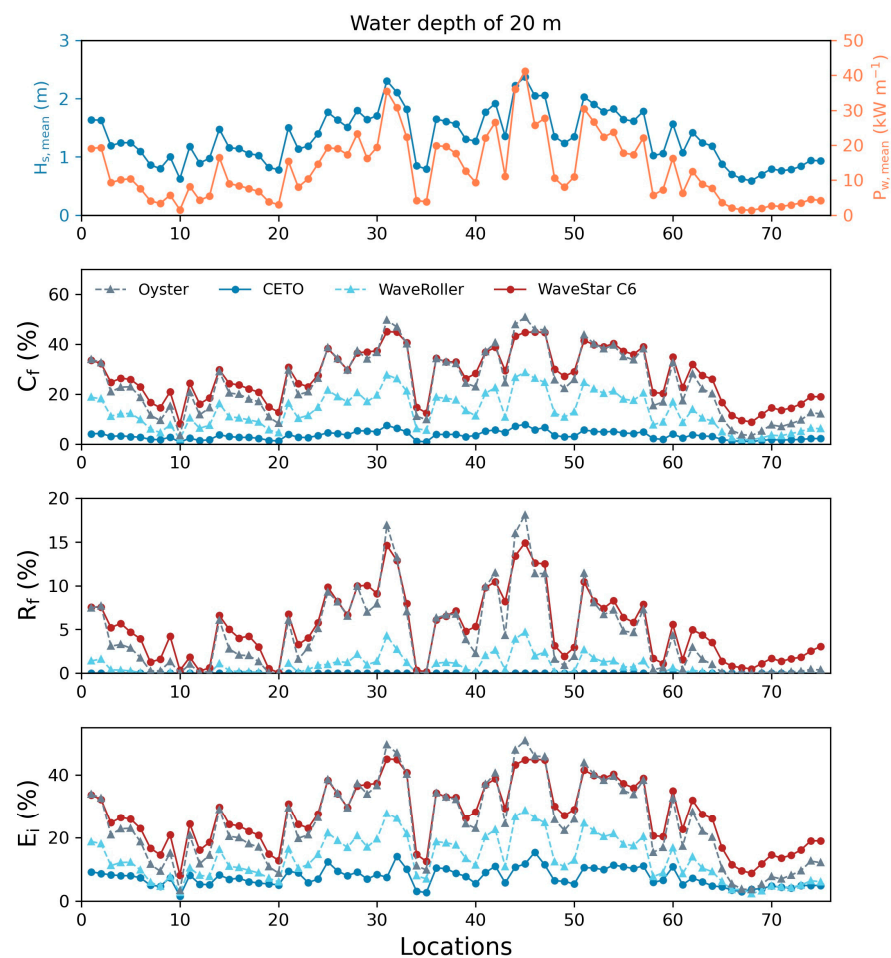 Water depth of 20 m
3 50
2 40
30
1 20
10
0 0
H_s,mean (m)
P_w,mean (kW m⁻¹)
0 10 20 30 40 50 60 70
Oyster CETO WaveRoller WaveStar C6
60
40
20
0
C_f (%)
0 10 20 30 40 50 60 70
20
15
10
5
0
R_f (%)
0 10 20 30 40 50 60 70
40
20
0
E_i (%)
0 10 20 30 40 50 60 70
Locations